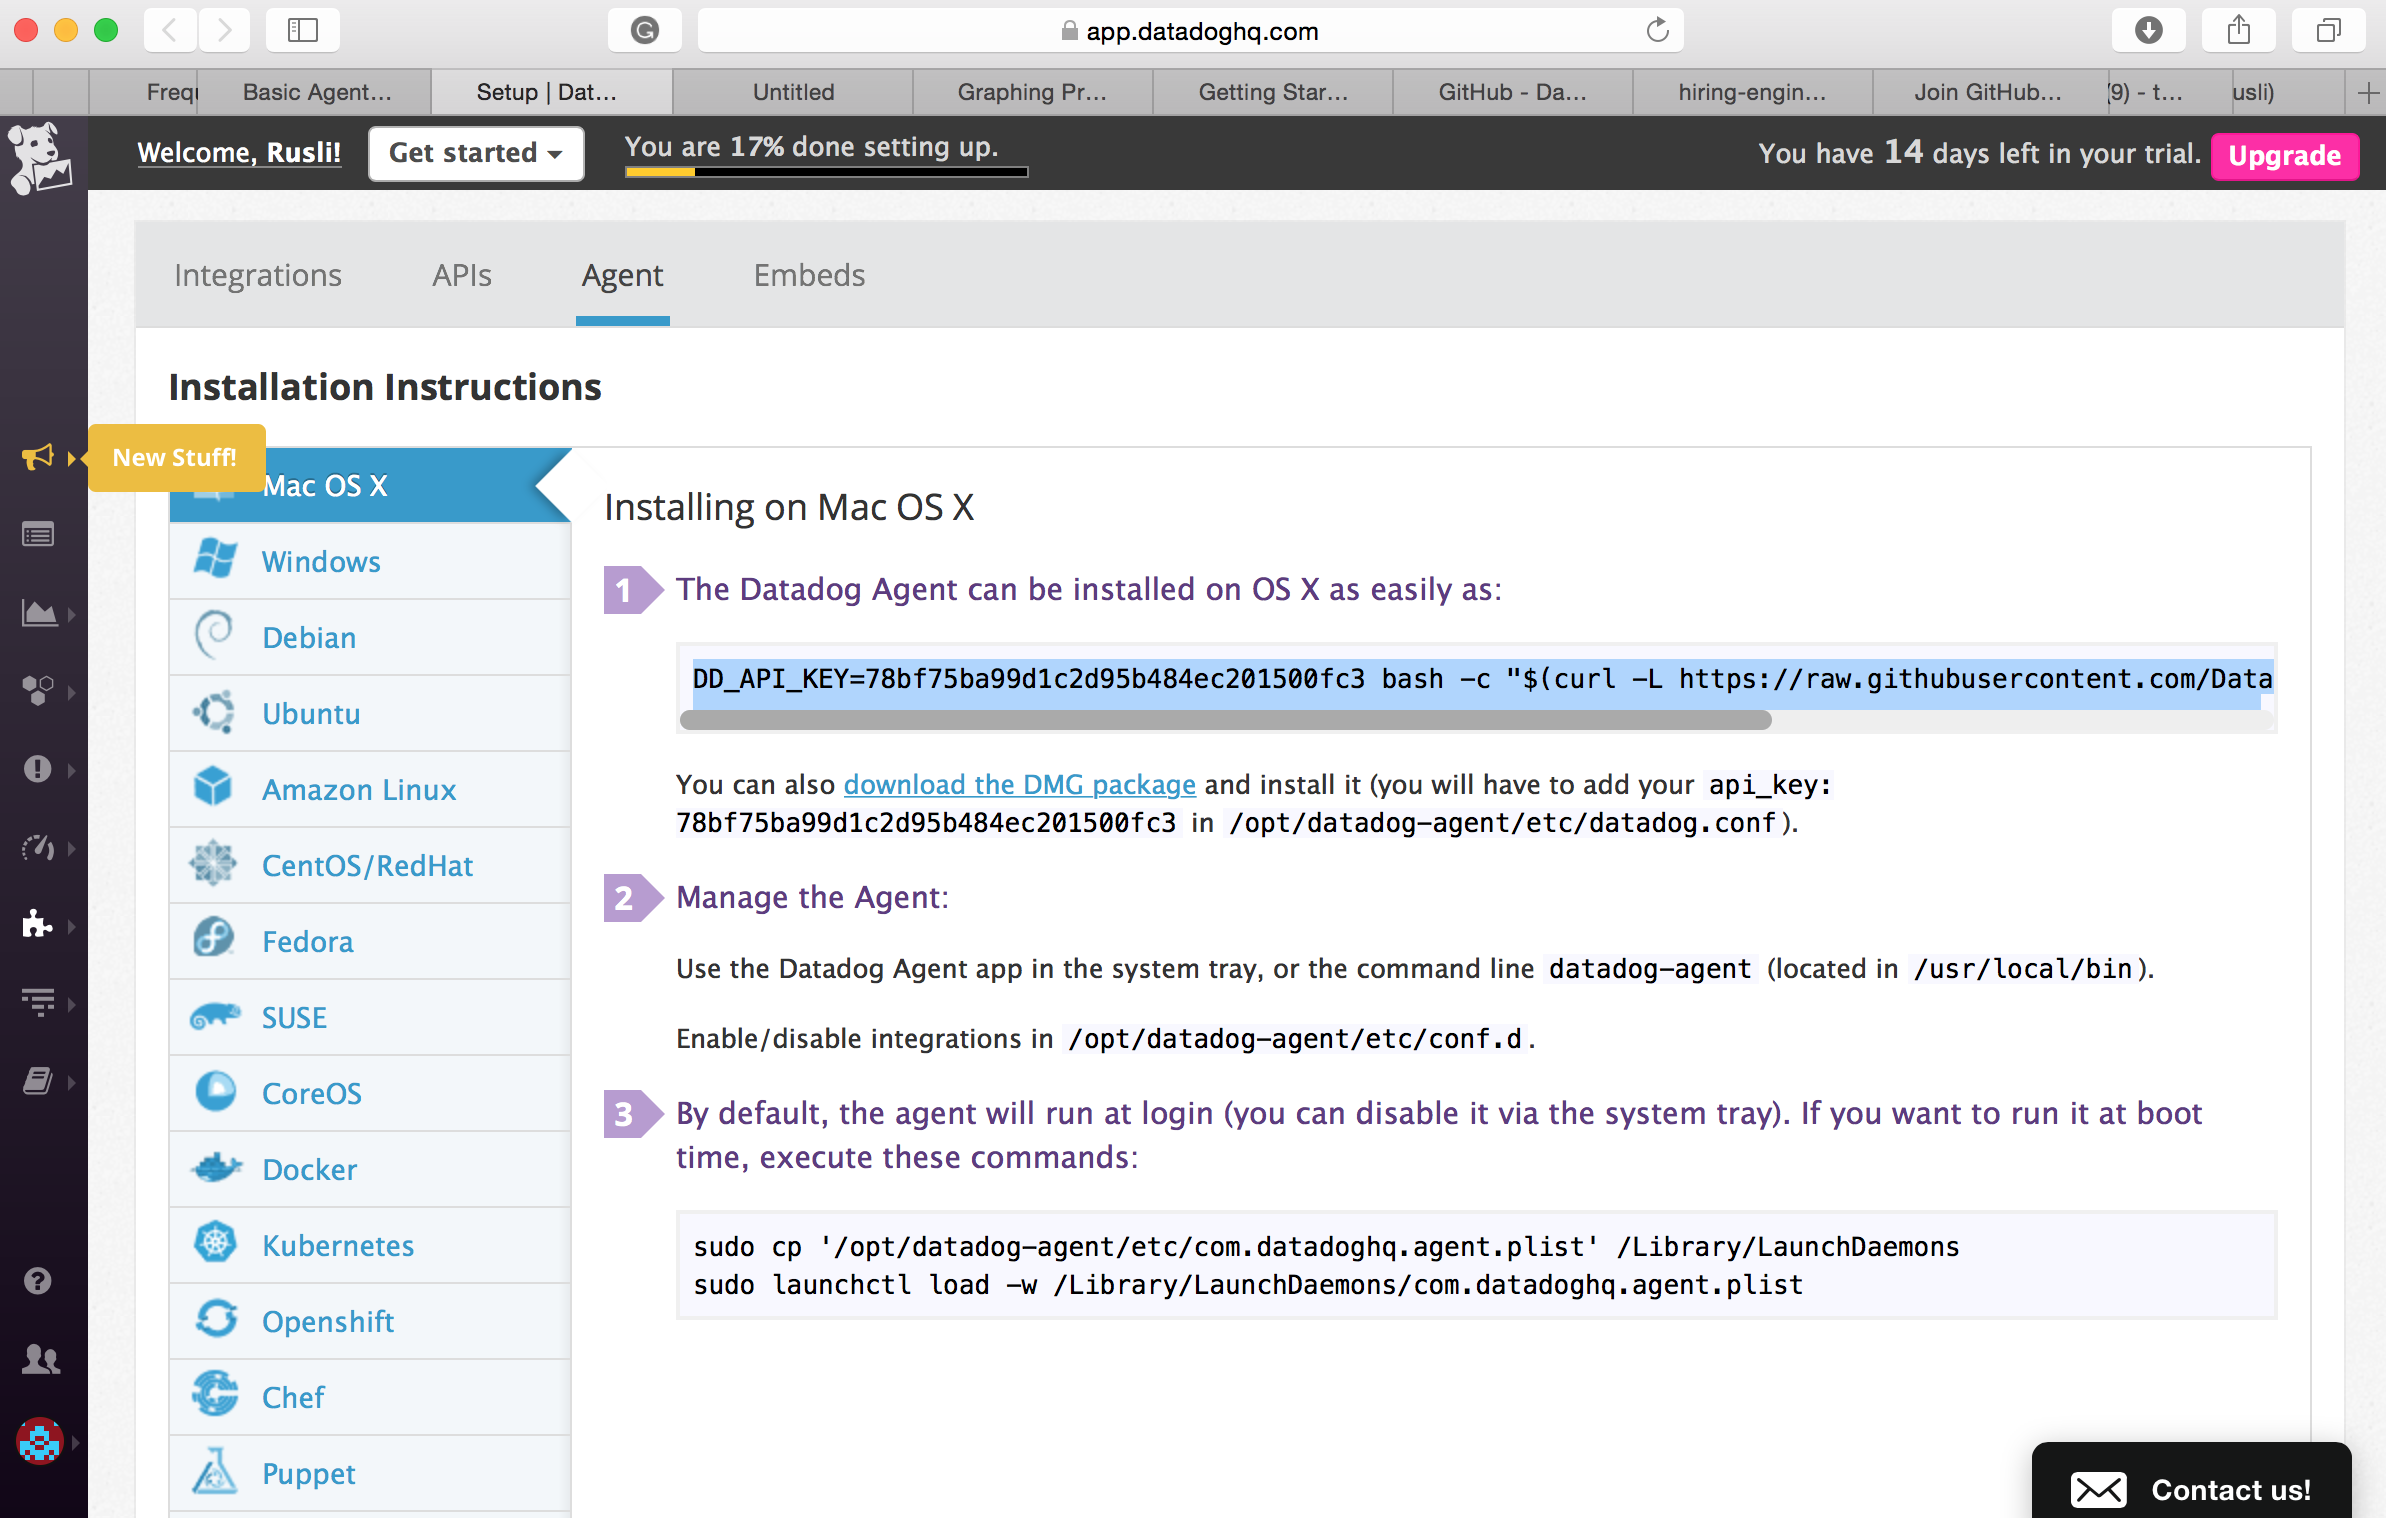 app.datadoghq.com
Frequ
Basic Agent...
Setup | Dat...
Untitled
Graphing Pr...
Getting Star...
GitHub - Da...
hiring-engin...
Join GitHub...
(9) - t...
usli)
Welcome, Rusli!
Get started
You are 17% done setting up.
You have 14 days left in your trial.
Upgrade
Integrations
APIs
Agent
Embeds
Installation Instructions
New Stuff!
Mac OS X
Windows
Debian
Ubuntu
Amazon Linux
CentOS/RedHat
Fedora
SUSE
CoreOS
Docker
Kubernetes
Openshift
Chef
Puppet
Installing on Mac OS X
1 The Datadog Agent can be installed on OS X as easily as:
DD_API_KEY=78bf75ba99d1c2d95b484ec201500fc3 bash -c "$(curl -L https://raw.githubusercontent.com/Data
You can also download the DMG package and install it (you will have to add your api_key:
78bf75ba99d1c2d95b484ec201500fc3 in /opt/datadog-agent/etc/datadog.conf).
2 Manage the Agent:
Use the Datadog Agent app in the system tray, or the command line datadog-agent (located in /usr/local/bin).
Enable/disable integrations in /opt/datadog-agent/etc/conf.d.
3 By default, the agent will run at login (you can disable it via the system tray). If you want to run it at boot
time, execute these commands:
sudo cp '/opt/datadog-agent/etc/com.datadoghq.agent.plist' /Library/LaunchDaemons
sudo launchctl load -w /Library/LaunchDaemons/com.datadoghq.agent.plist
Contact us!